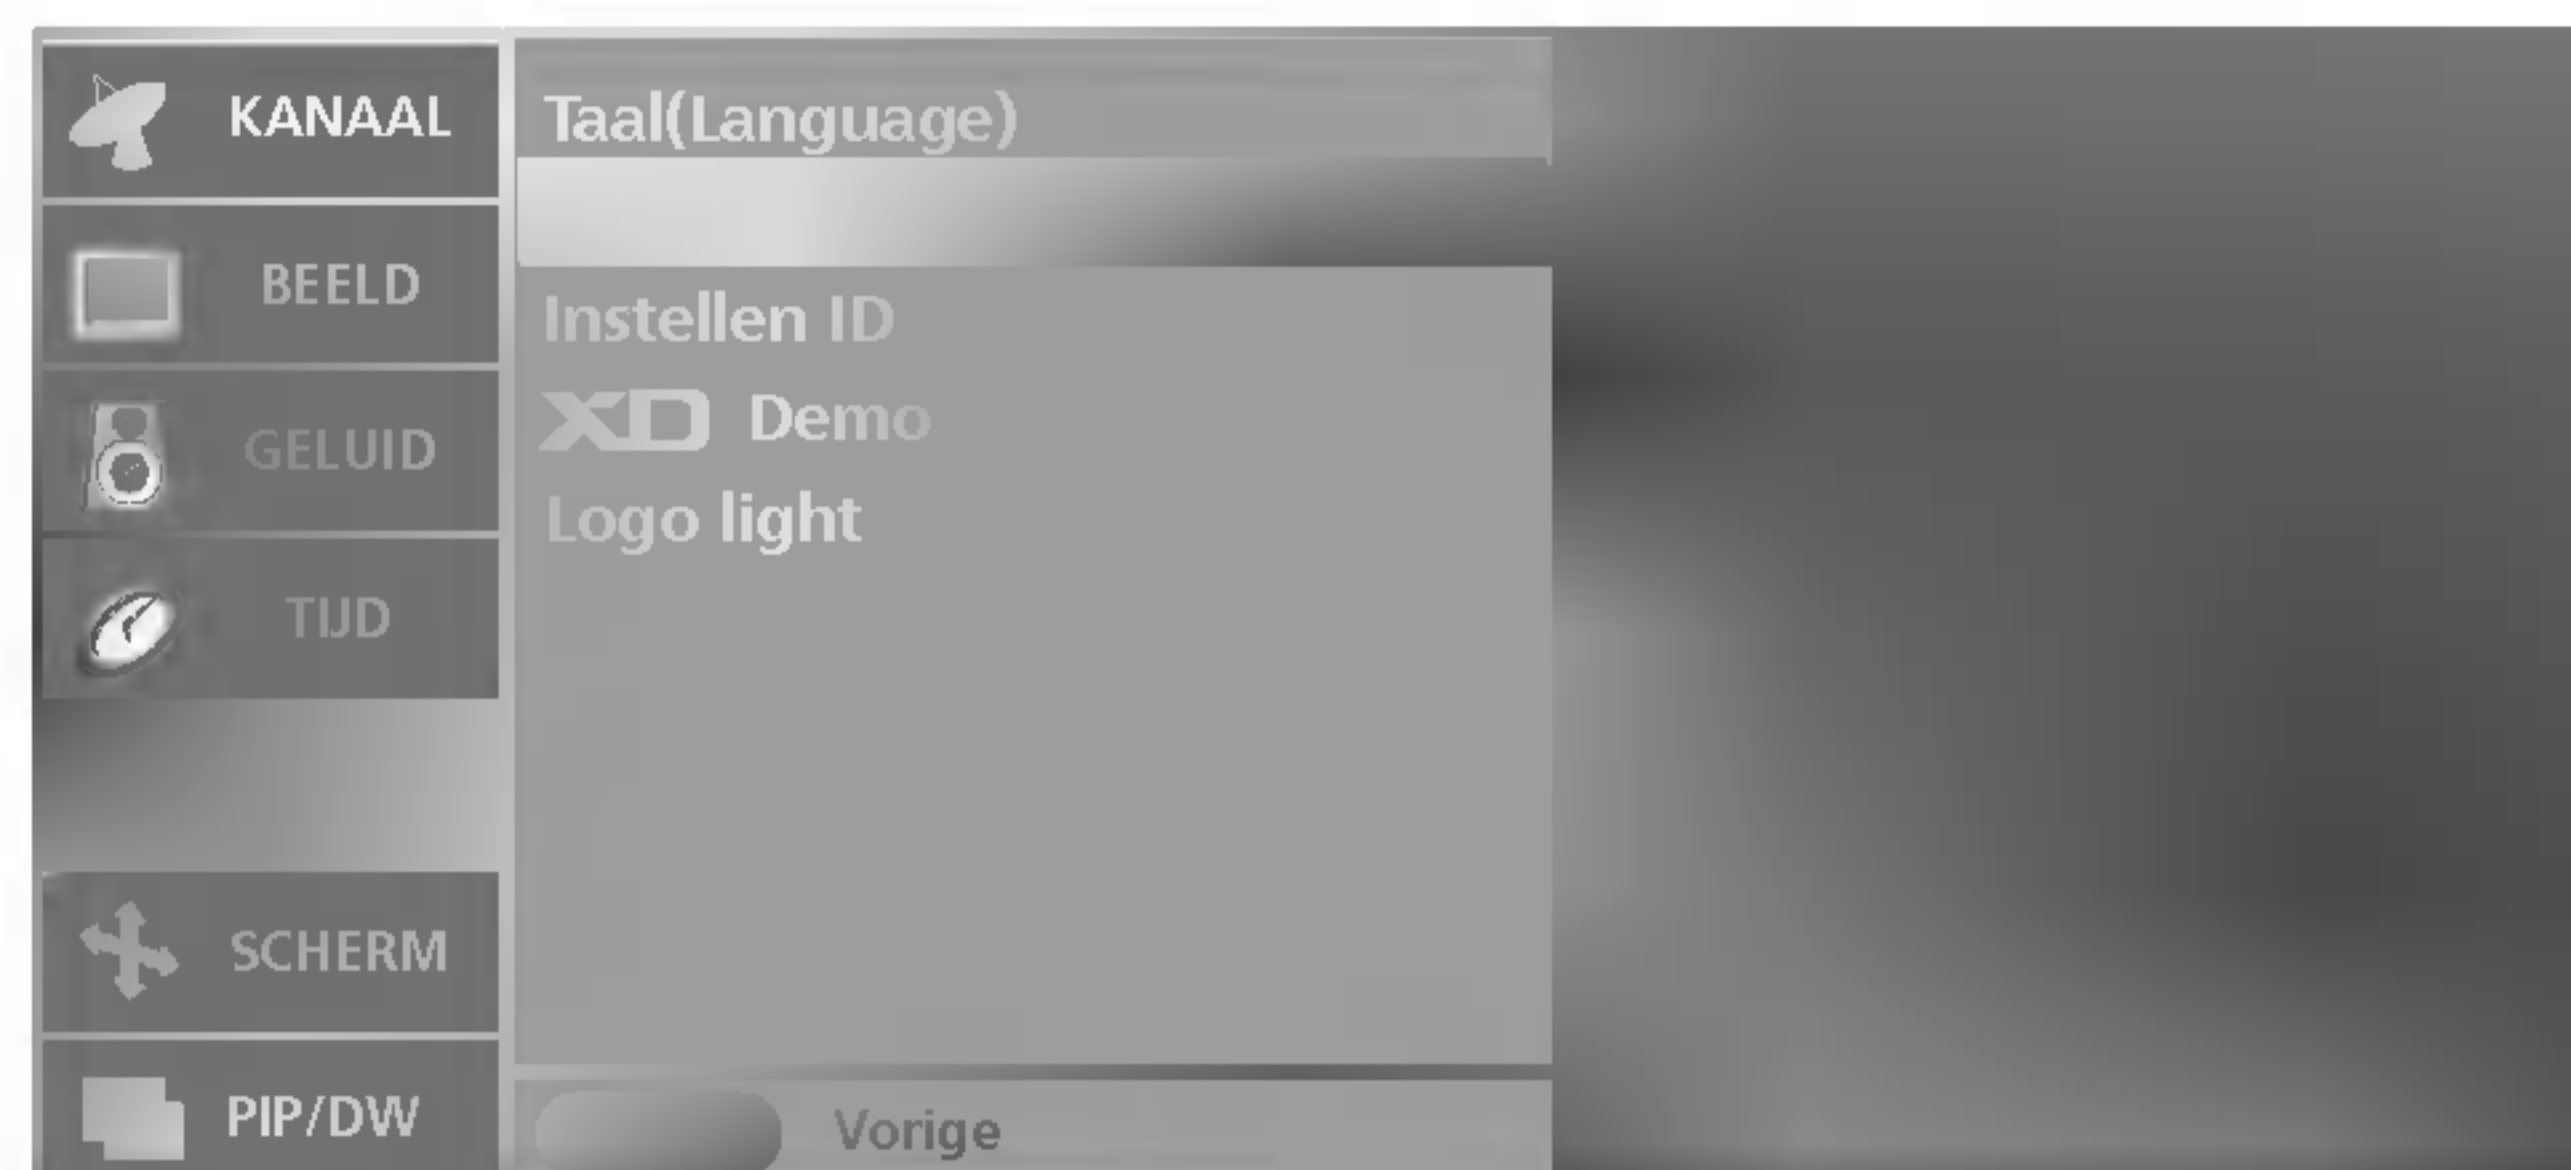 KANAAL
BEELD
GELUID
TIJD
SCHERM
PIP/DW
Taal(Language)
Instellen ID
XD Demo
Logo light
Vorige